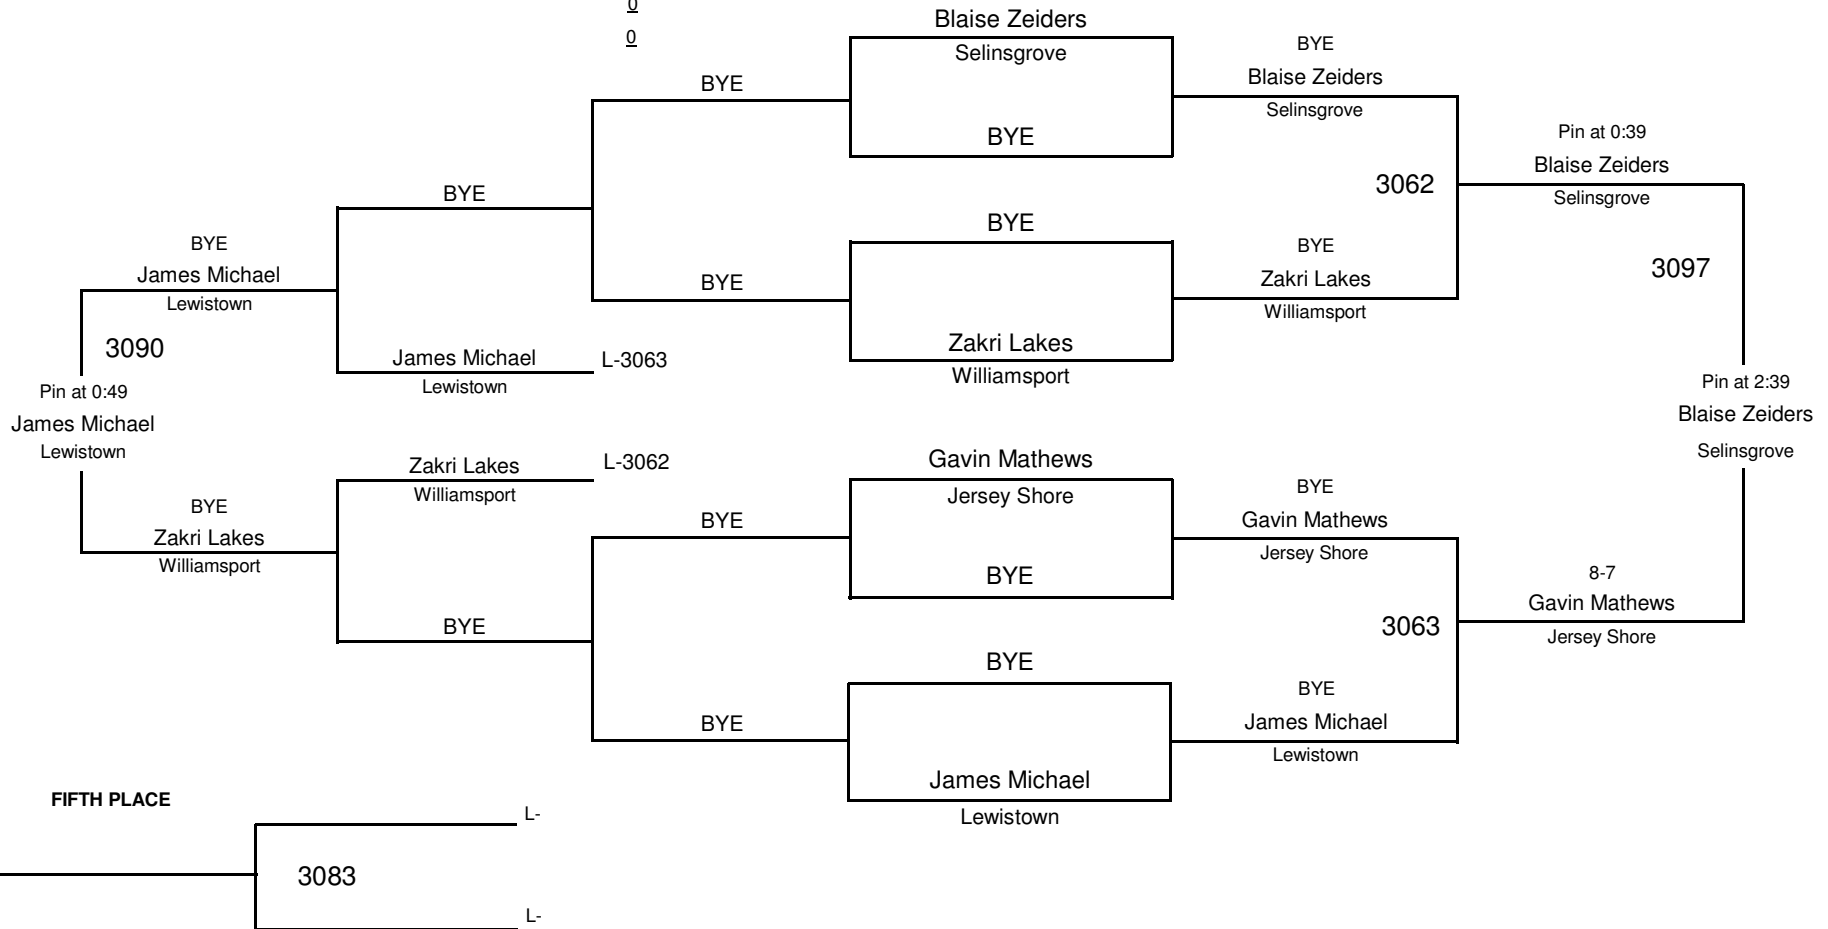 0
0
Blaise Zeiders
Selinsgrove
BYE
BYE
Blaise Zeiders
Selinsgrove
BYE
BYE
Pin at 0:39
Blaise Zeiders
Selinsgrove
3062
BYE
BYE
BYE
James Michael
Lewistown
BYE
BYE
Zakri Lakes
Williamsport
3097
3090
James Michael
Lewistown
L-3063
Zakri Lakes
Williamsport
Pin at 0:49
James Michael
Lewistown
Pin at 2:39
Blaise Zeiders
Selinsgrove
Zakri Lakes
Williamsport
L-3062
Gavin Mathews
Jersey Shore
BYE
Gavin Mathews
Jersey Shore
BYE
Zakri Lakes
Williamsport
BYE
BYE
8-7
Gavin Mathews
Jersey Shore
BYE
3063
BYE
BYE
BYE
James Michael
Lewistown
James Michael
Lewistown
FIFTH PLACE
L-
3083
L-